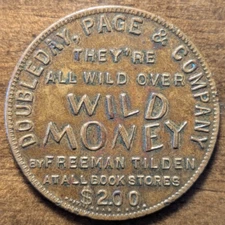 DOUBLEDAY, PAGE & COMPANY
THEY'RE
ALL WILD OVER
WILD
MONEY
BY FREEMAN TILDEN
AT ALL BOOK STORES
$2.00.